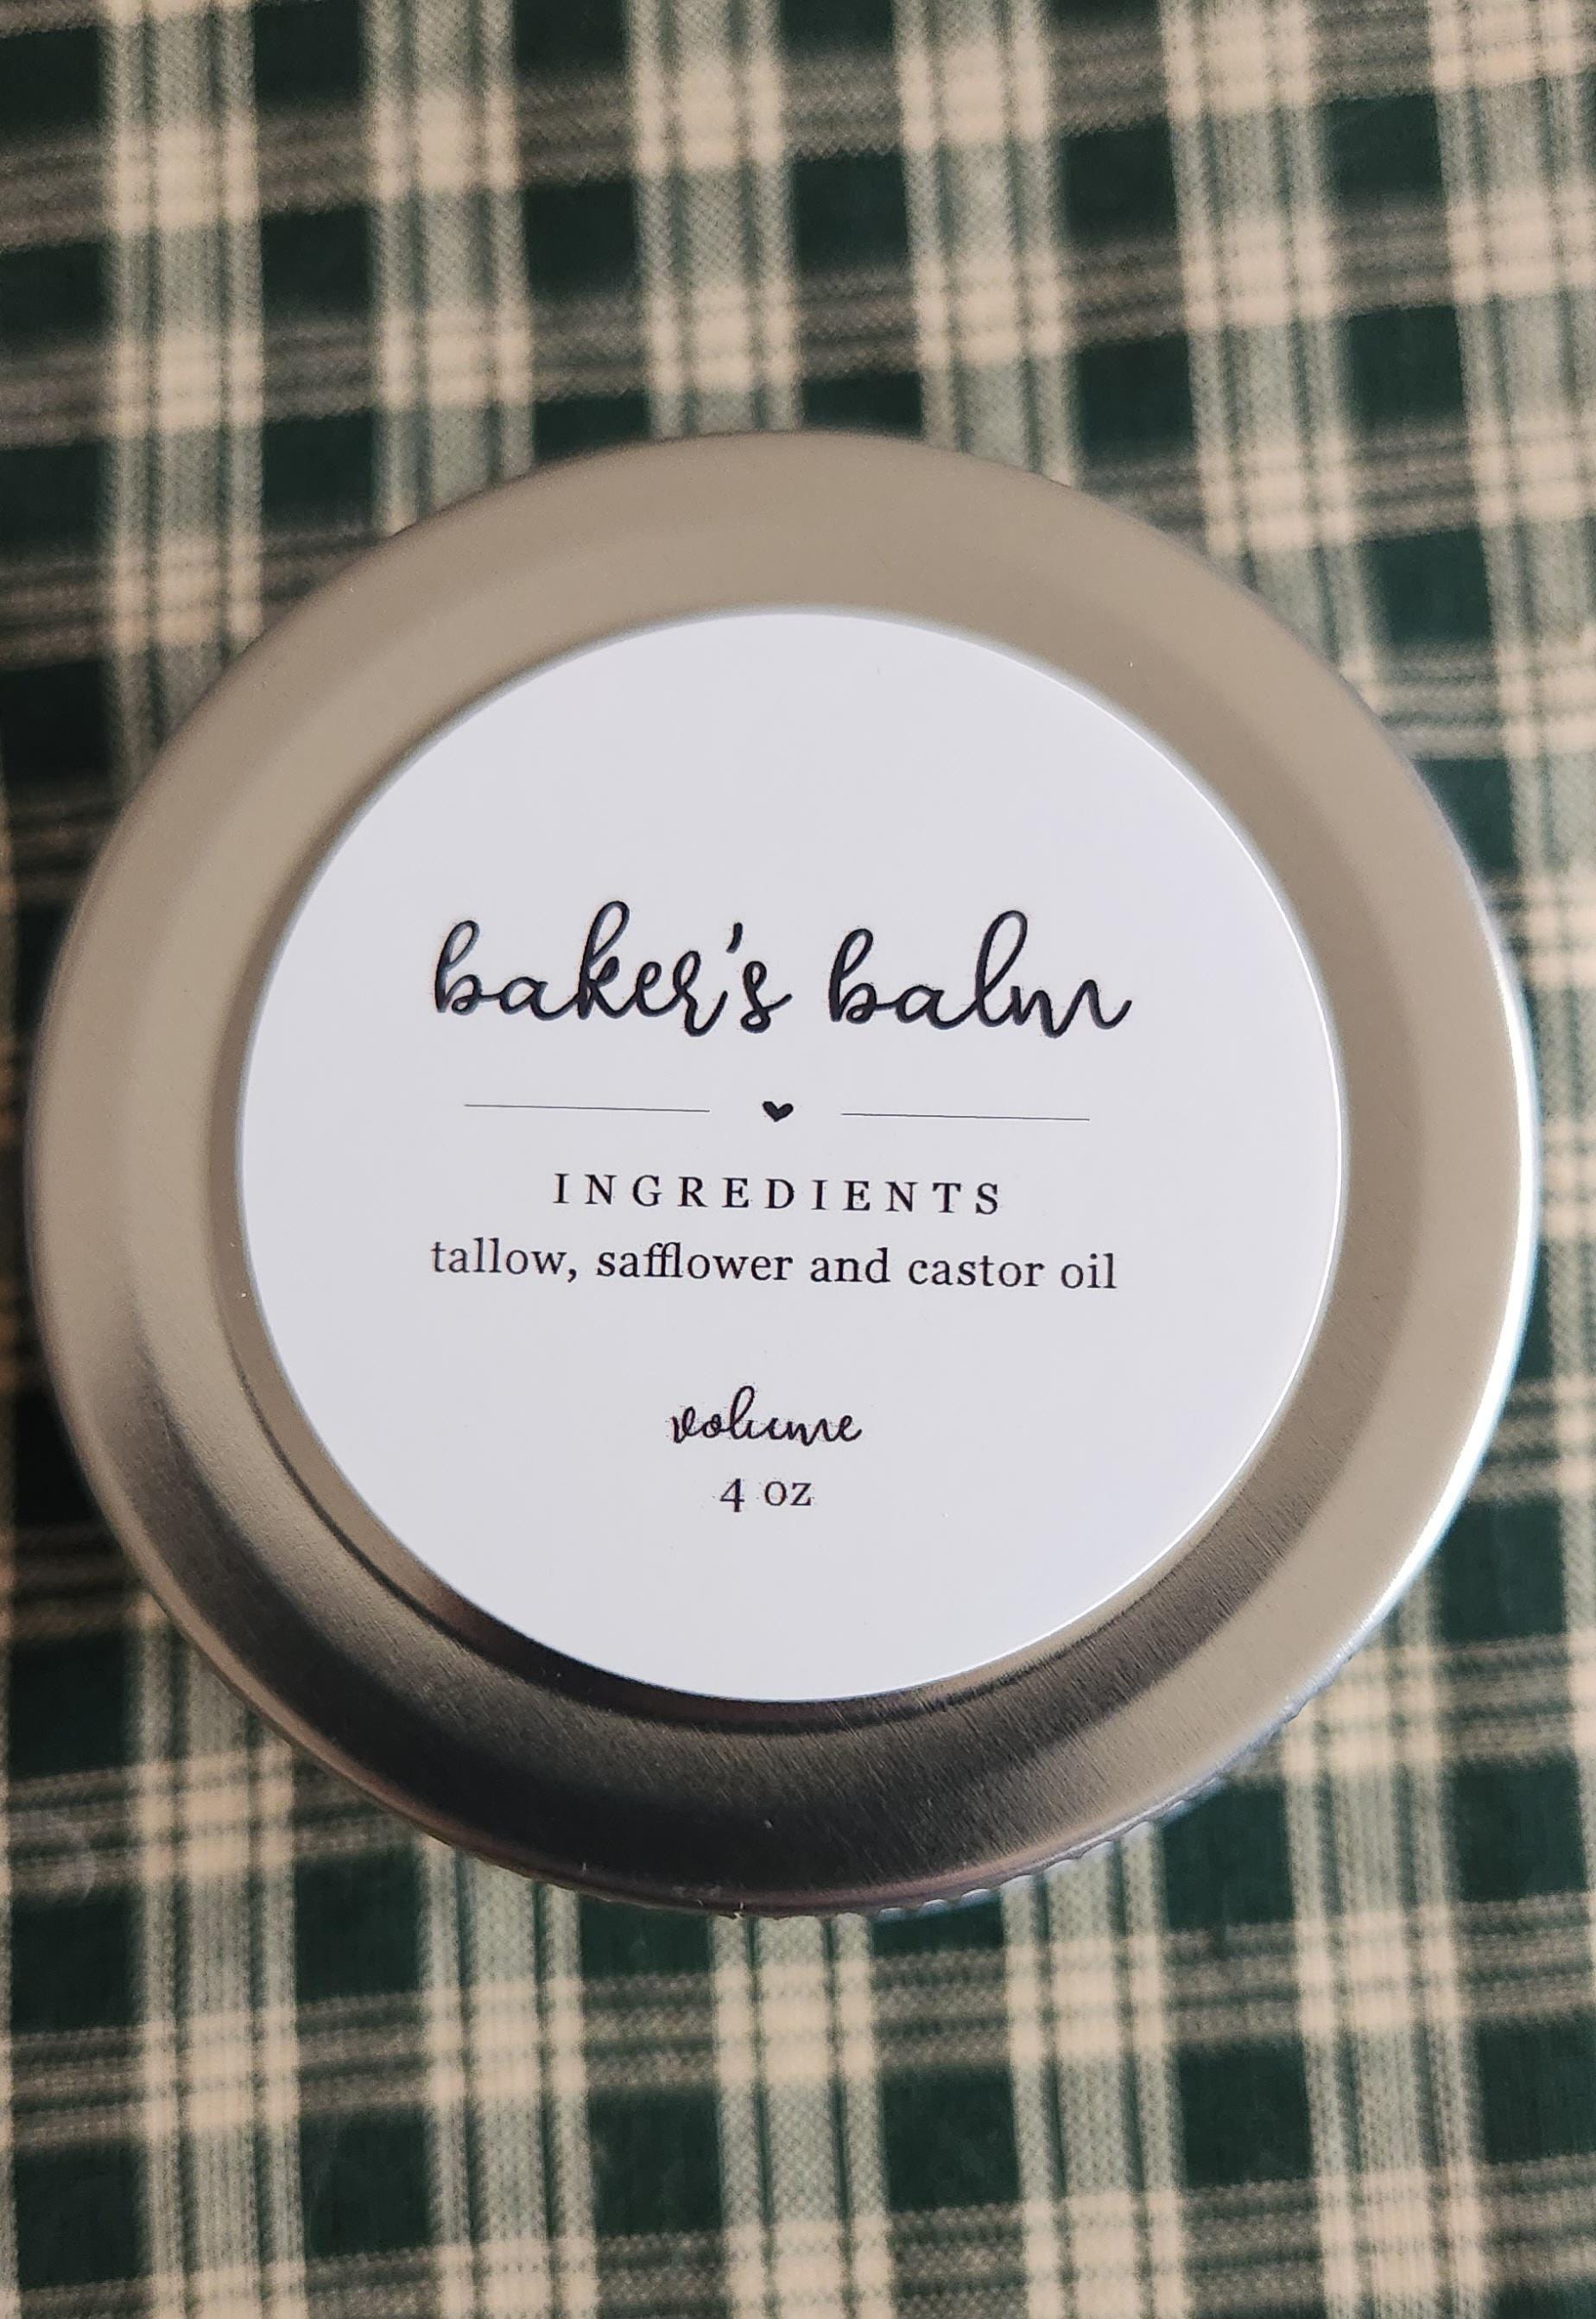 baker's balm
INGREDIENTS
tallow, safflower and castor oil
volume
4 oz